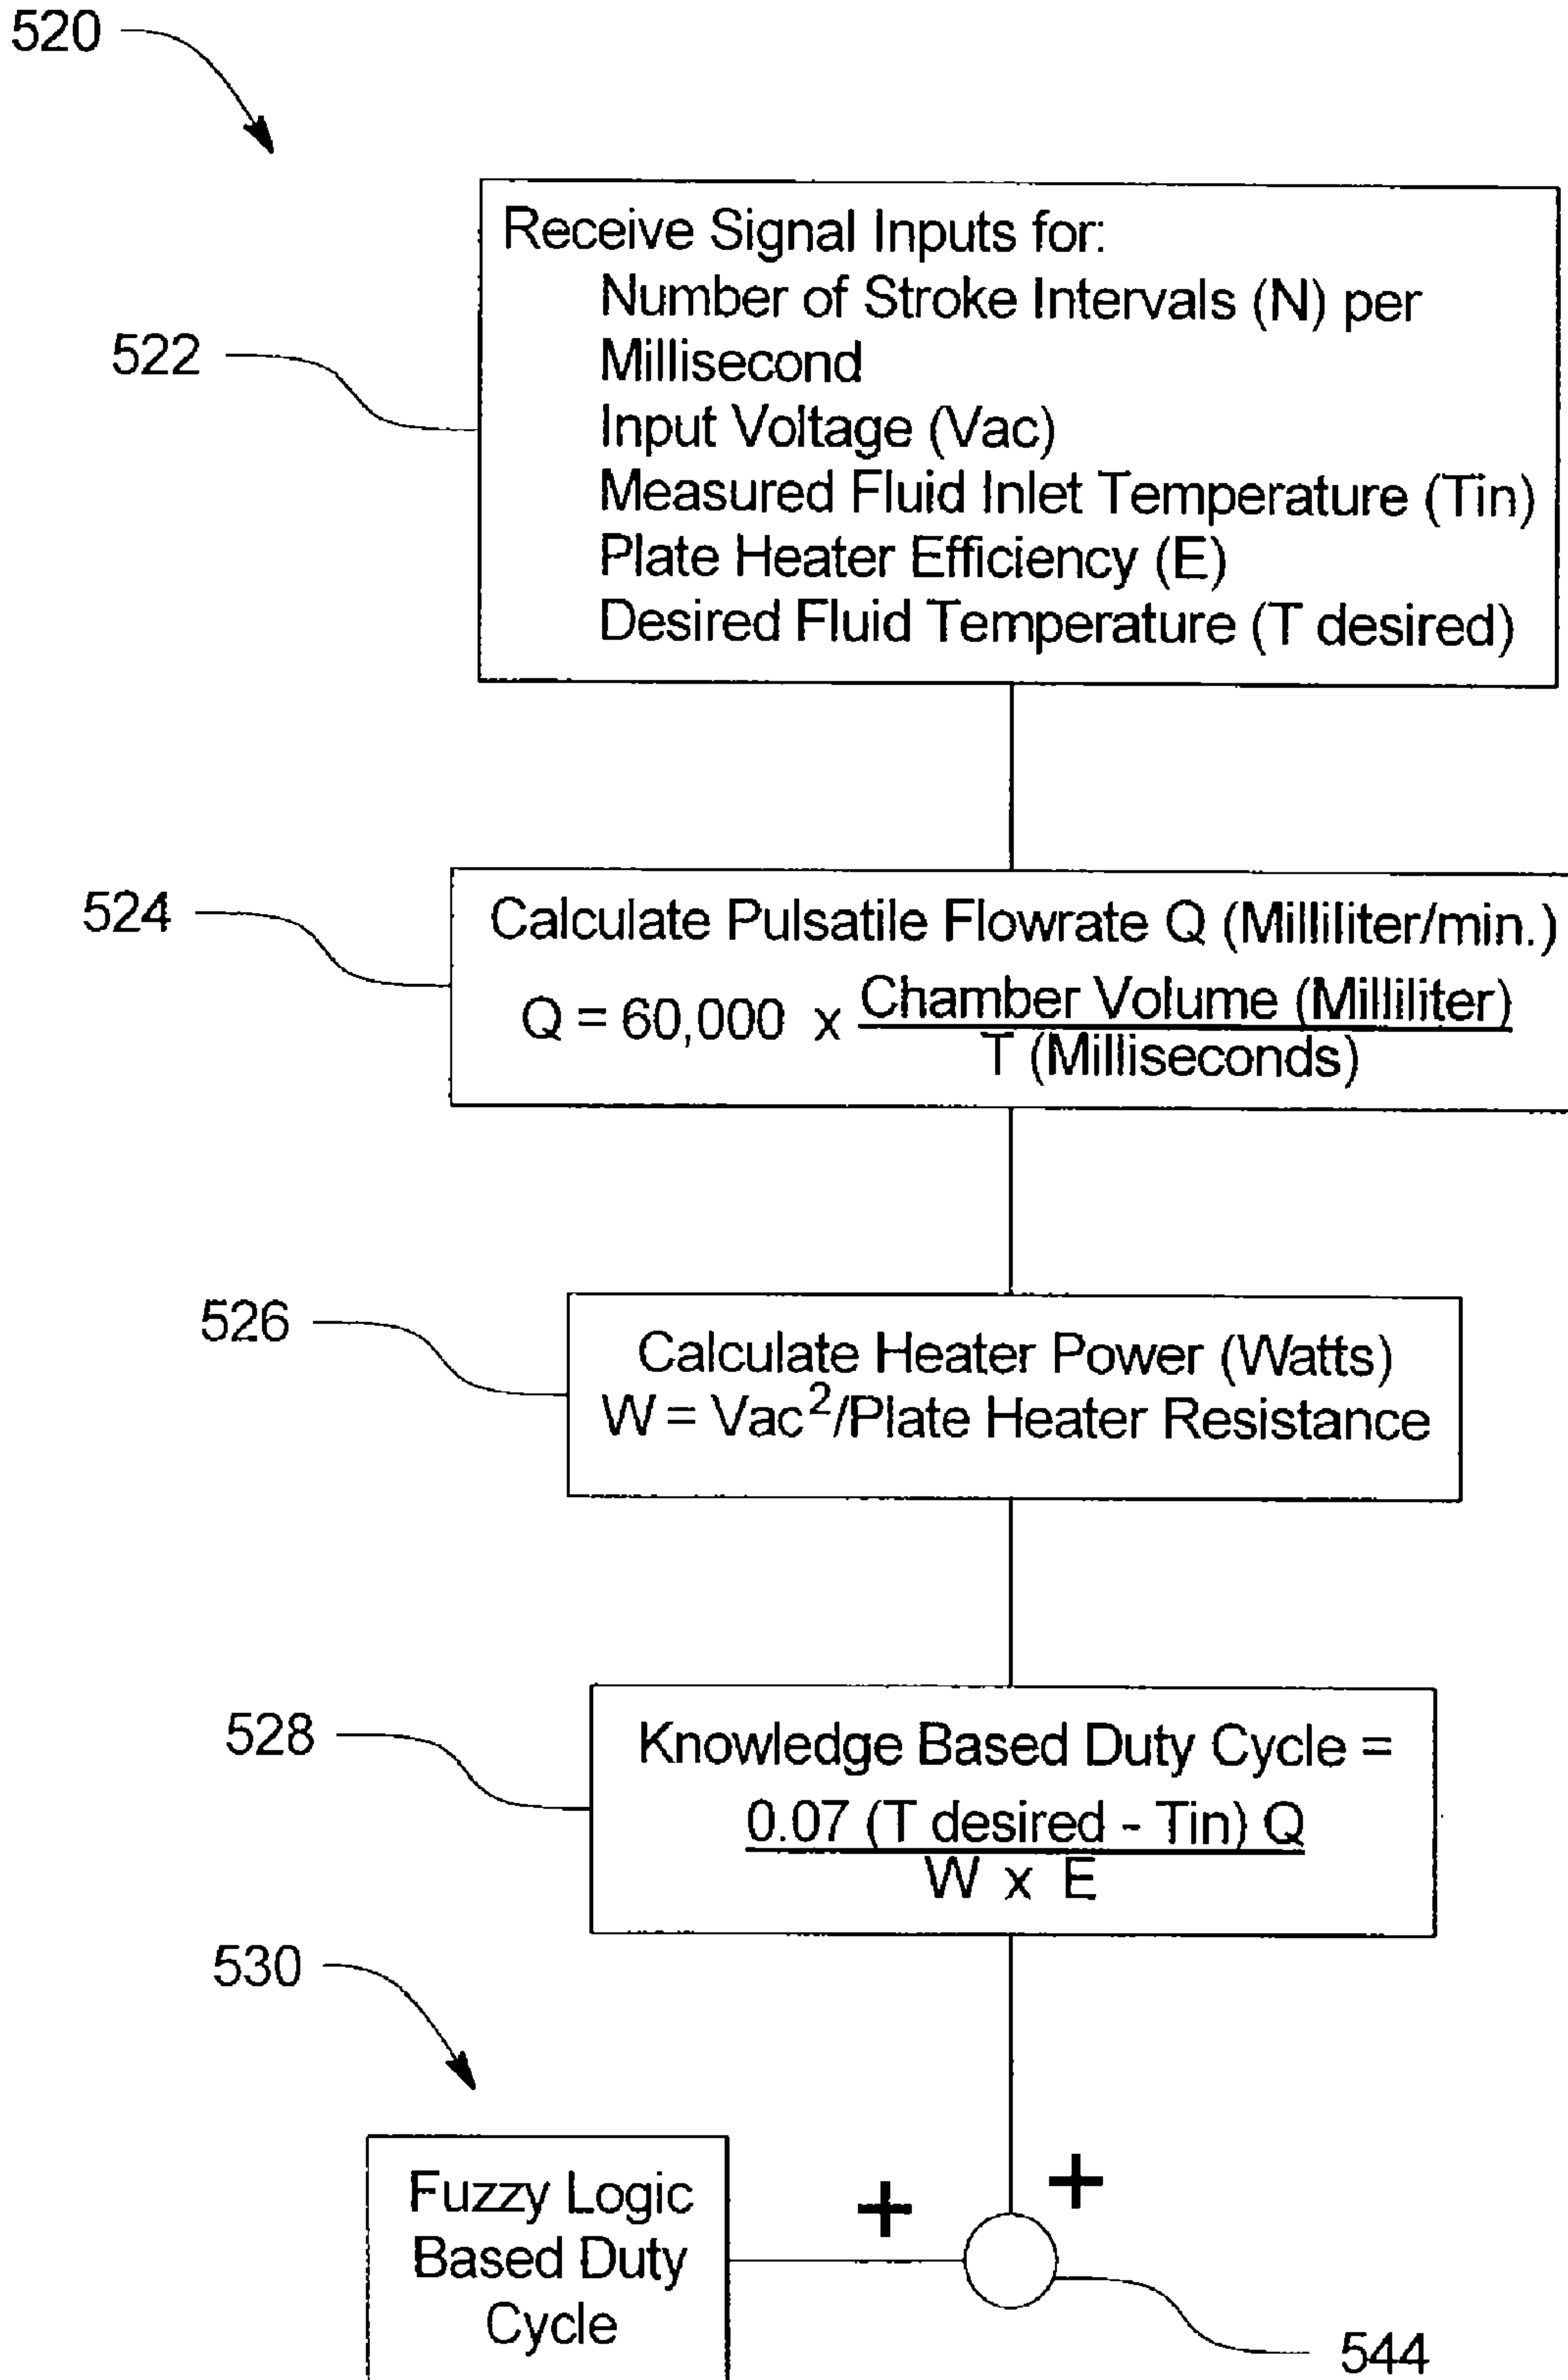 520
Receive Signal Inputs for:
Number of Stroke Intervals (N) per
Millisecond
Input Voltage (Vac)
Measured Fluid Inlet Temperature (Tin)
Plate Heater Efficiency (E)
Desired Fluid Temperature (T desired)
522
Calculate Pulsatile Flowrate Q (Milliliter/min.)
Q = 60,000 x Chamber Volume (Milliliter)
T (Milliseconds)
524
Calculate Heater Power (Watts)
W = Vac²/Plate Heater Resistance
526
Knowledge Based Duty Cycle =
0.07 (T desired - Tin) Q
W x E
528
530
Fuzzy Logic
Based Duty
Cycle
+
+
544